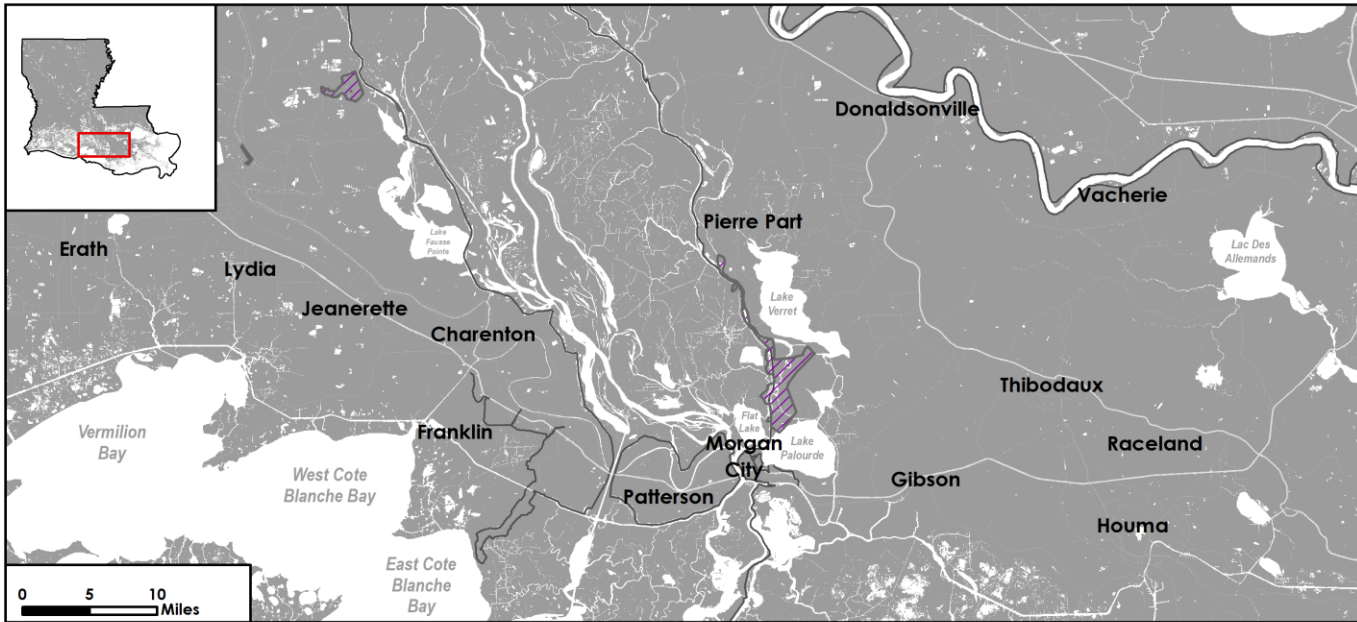 Donaldsonville
Vacherie
Pierre Part
Erath
Lake
Fausse
Pointe
Lac Des
Allemands
Lydia
Jeanerette
Lake
Verret
Charenton
Thibodaux
Vermilion
Bay
Franklin
Flat
Lake
Morgan
City
Lake
Palourde
Raceland
West Cote
Blanche Bay
Patterson
Gibson
Houma
East Cote
Blanche
Bay
0 5 10
Miles